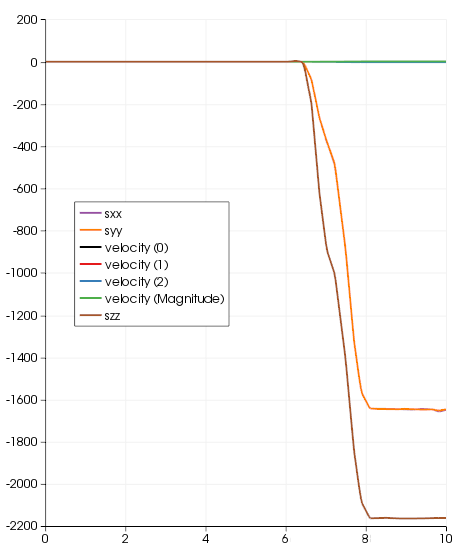 200
0
-200
-400
-600
-800
-1000
-1200
-1400
-1600
-1800
-2000
-2200
sxx
syy
velocity (0)
velocity (1)
velocity (2)
velocity (Magnitude)
szz
0 2 4 6 8 10